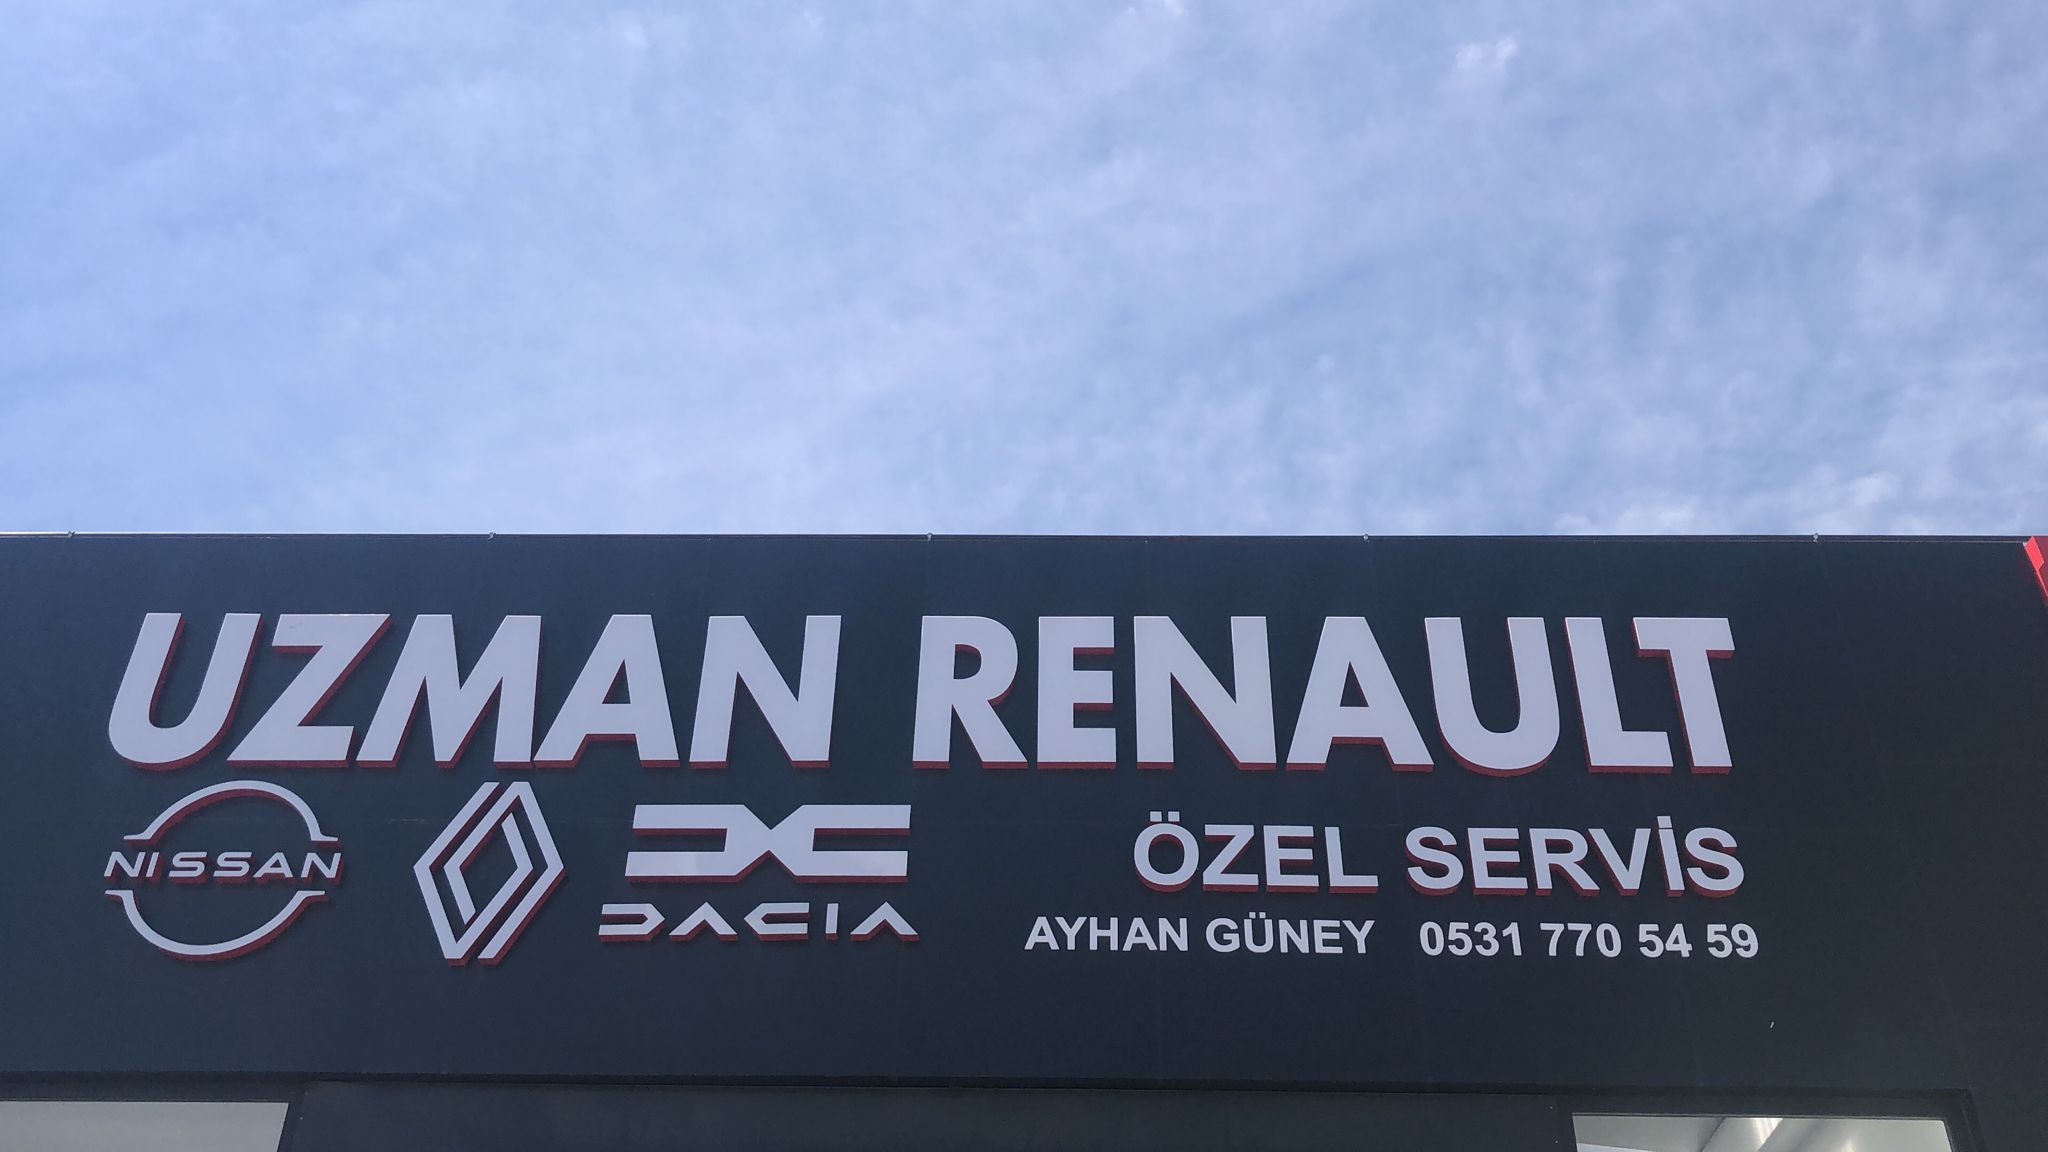 UZMAN RENAULT
NISSAN
DACIA
ÖZEL SERVİS
AYHAN GÜNEY 0531 770 54 59